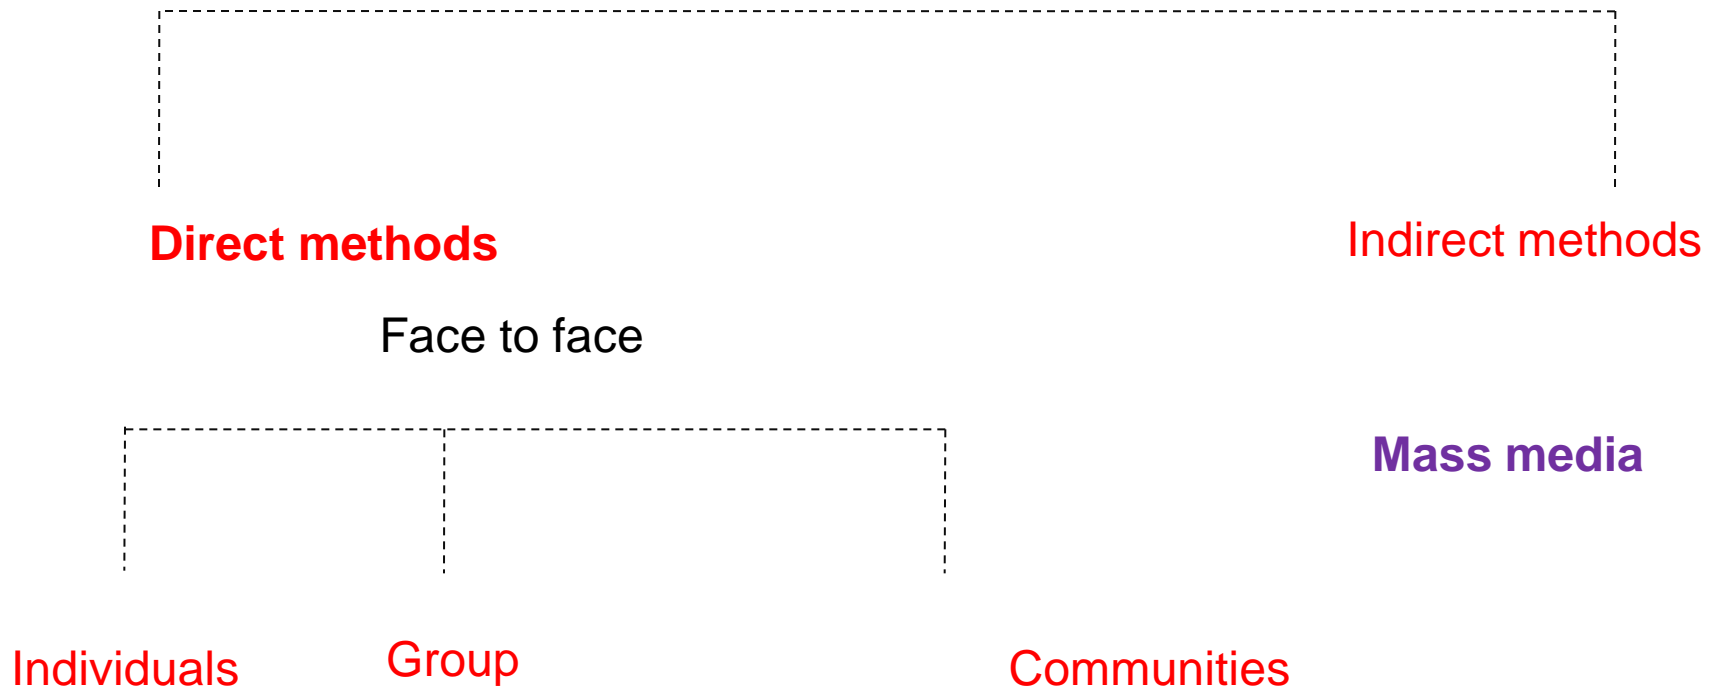 Direct methods
Indirect methods
Face to face
Mass media
Individuals
Group
Communities